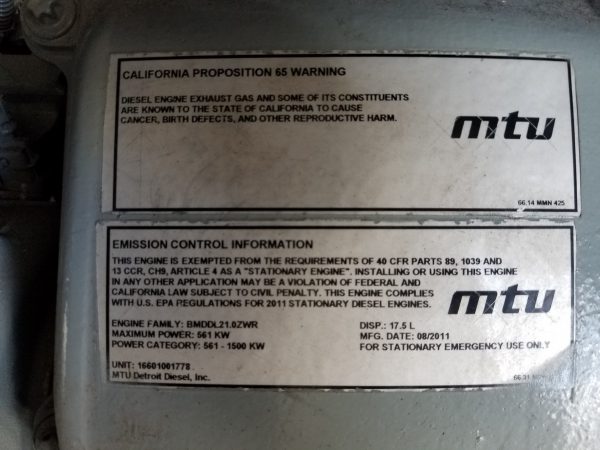 CALIFORNIA PROPOSITION 65 WARNING
DIESEL ENGINE EXHAUST GAS AND SOME OF ITS CONSTITUENTS
ARE KNOWN TO THE STATE OF CALIFORNIA TO CAUSE
CANCER, BIRTH DEFECTS, AND OTHER REPRODUCTIVE HARM.
mtu
66.14 MMN 425
EMISSION CONTROL INFORMATION
THIS ENGINE IS EXEMPTED FROM THE REQUIREMENTS OF 40 CFR PARTS 89, 1039 AND
13 CCR, CH9, ARTICLE 4 AS A "STATIONARY ENGINE". INSTALLING OR USING THIS ENGINE
IN ANY OTHER APPLICATION MAY BE A VIOLATION OF FEDERAL AND
CALIFORNIA LAW SUBJECT TO CIVIL PENALTY. THIS ENGINE COMPLIES
WITH U.S. EPA REGULATIONS FOR 2011 STATIONARY DIESEL ENGINES.
mtu
ENGINE FAMILY: BMDDL21.0ZWR DISP.: 17.5 L
MAXIMUM POWER: 561 KW MFG. DATE: 08/2011
POWER CATEGORY: 561 - 1500 KW FOR STATIONARY EMERGENCY USE ONLY
UNIT: 16601001778
MTU Detroit Diesel, Inc.
66.31